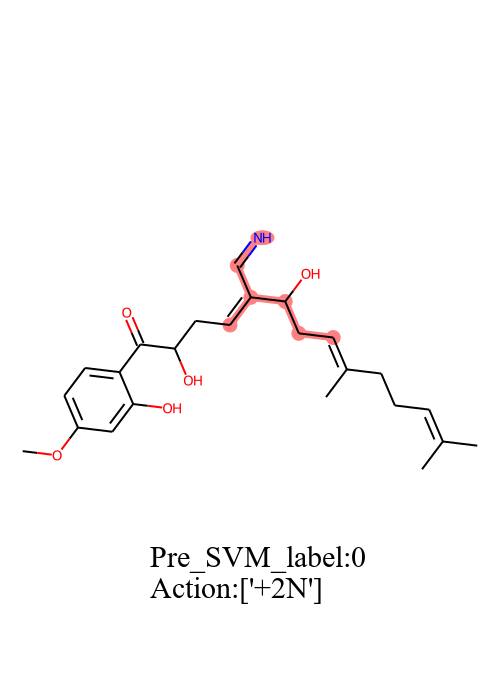 NH
OH
O
OH
OH
O
Pre_SVM_label:0
Action:['+2N']